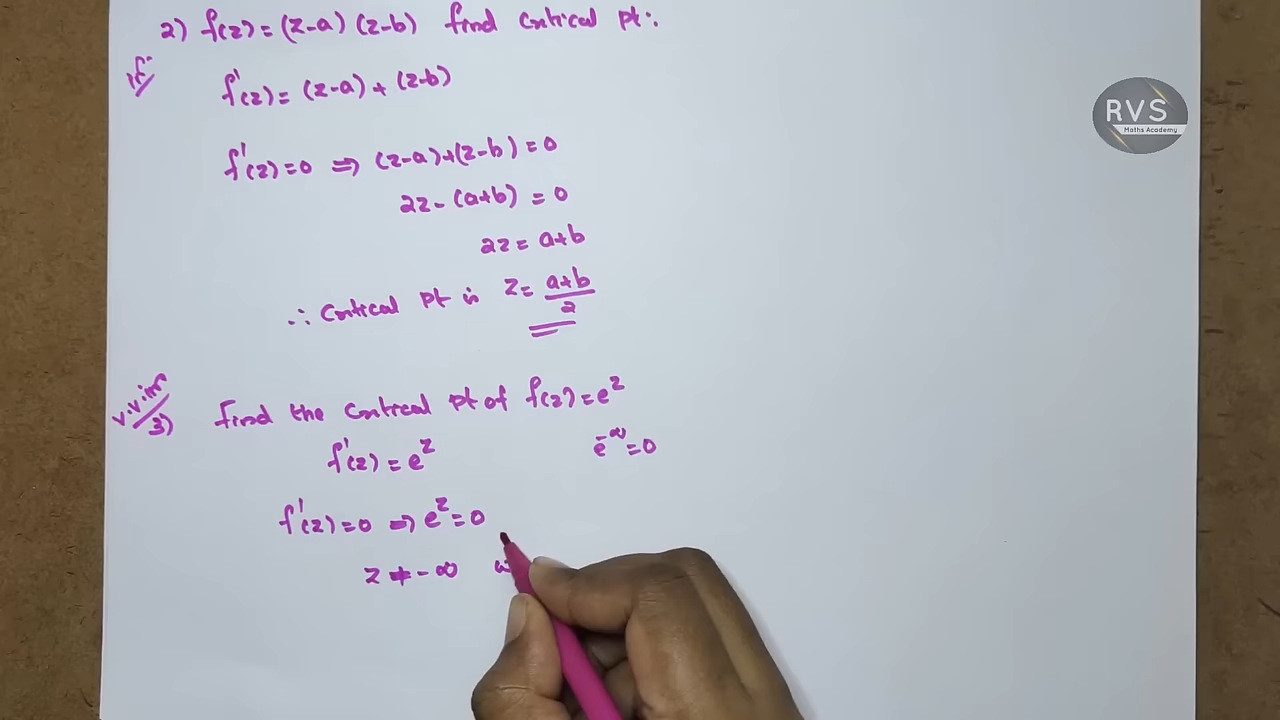 2) f(z) = (z-a) (z-b) find critical pt:
f'(z) = (z-a) + (z-b)
f'(z) = 0 ⇒ (z-a)+(z-b) = 0
2z - (a+b) = 0
2z = a+b
∴ critical pt is z = a+b/2
v.v.imp
3) Find the critical pt of f(z) = e^z
f'(z) = e^z
e^-∞ = 0
f'(z) = 0 ⇒ e^z = 0
z ≠ -∞
RVS
Maths Academy